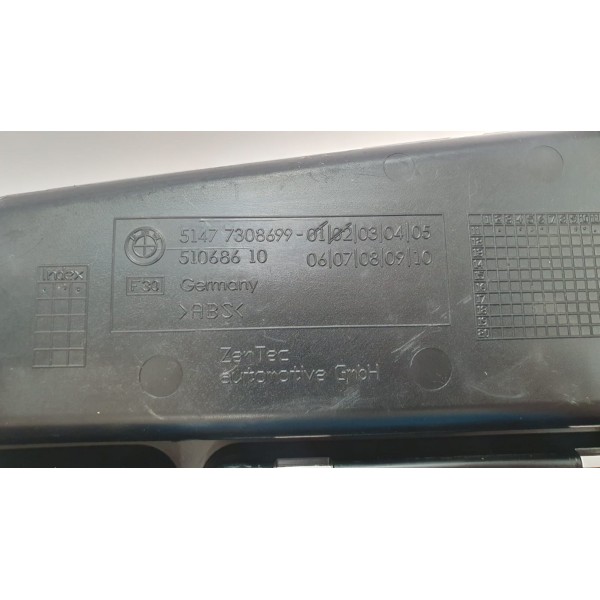 5147 7308699-01|02|03|04|05
510686 10 06|07|08|09|10
F30 Germany
>ABS<
ZenTec
automotive GmbH
Index